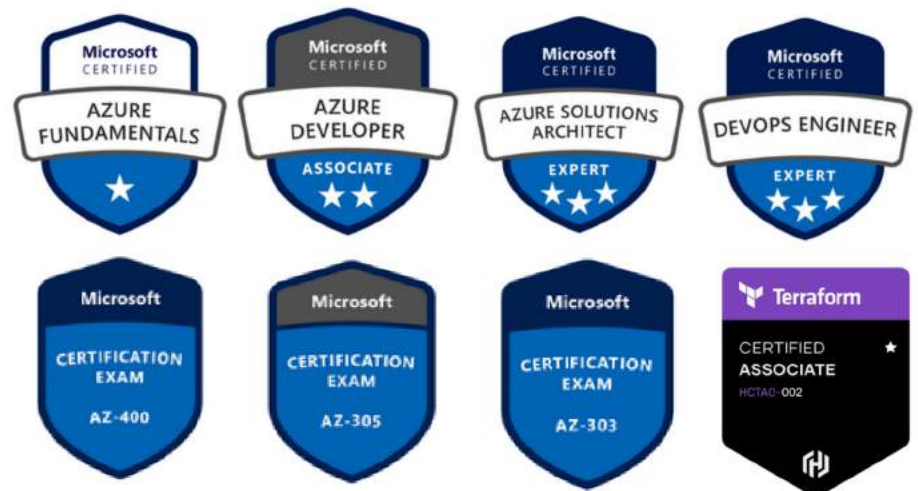 Microsoft
CERTIFIED
AZURE
FUNDAMENTALS
Microsoft
CERTIFIED
AZURE
DEVELOPER
ASSOCIATE
Microsoft
CERTIFIED
AZURE SOLUTIONS
ARCHITECT
EXPERT
Microsoft
CERTIFIED
DEVOPS ENGINEER
EXPERT
Microsoft
CERTIFICATION
EXAM
AZ-400
Microsoft
CERTIFICATION
EXAM
AZ-305
Microsoft
CERTIFICATION
EXAM
AZ-303
Terraform
CERTIFIED
ASSOCIATE
HCTA0-002